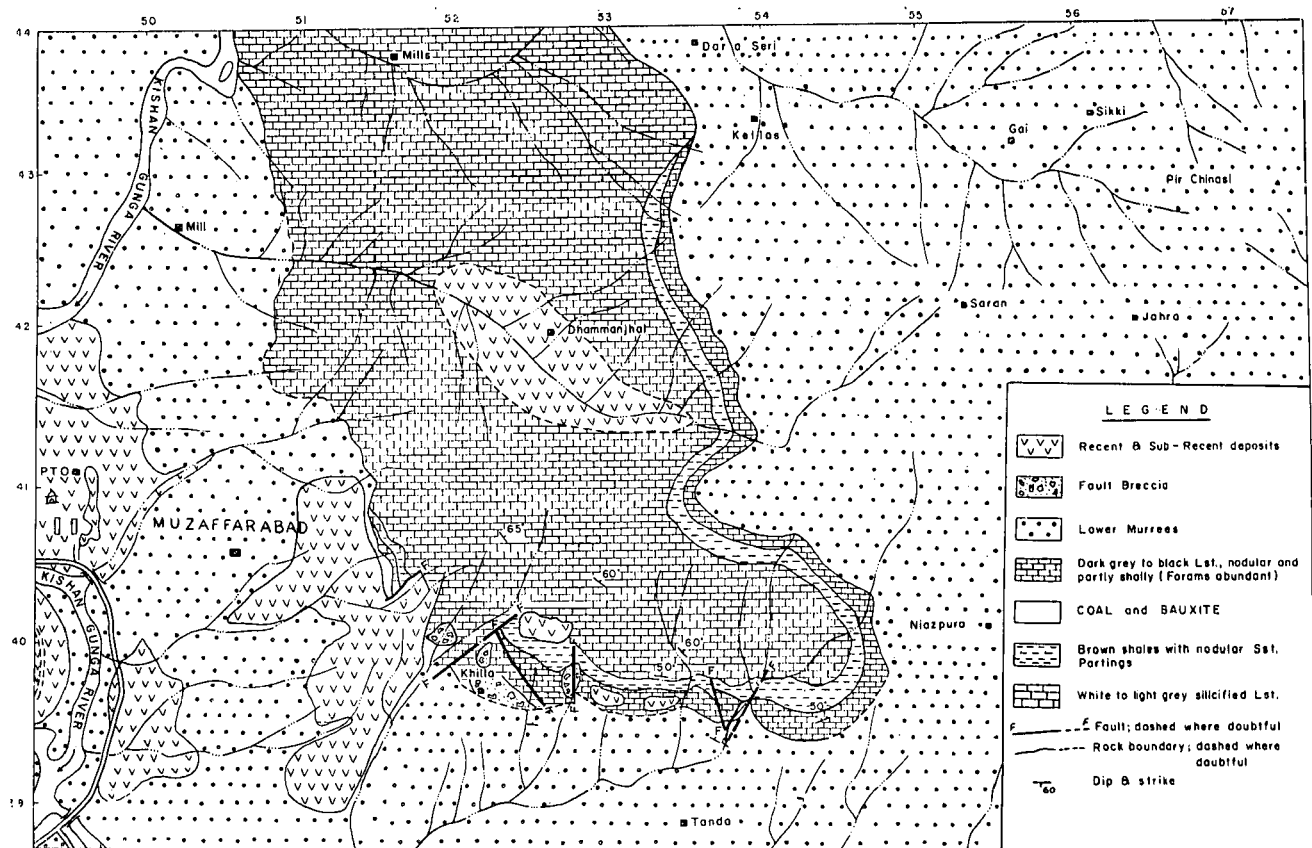 50 51 52 53 54 55 56 57
44
43
42
41
40
Mills
Dar a Seri
Kellas
Gai
Sikki
Pir Chinasi
KISHAN GUNGA RIVER
Mill
Saran
Jahra
Dhammanjhal
PTO
MUZAFFARABAD
65°
60°
KISHAN GUNGA RIVER
Niazpura
60°
50°
50°
Khilla
F
F
F
F
F
Tanda
LEGEND
Recent & Sub-Recent deposits
Fault Breccia
Lower Murrees
Dark grey to black Lst., nodular and
partly shally (Forams abundant)
COAL and BAUXITE
Brown shales with nodular Sst.
Partings
White to light grey silicified Lst.
F F Fault; dashed where doubtful
Rock boundary; dashed where
doubtful
60 Dip & strike